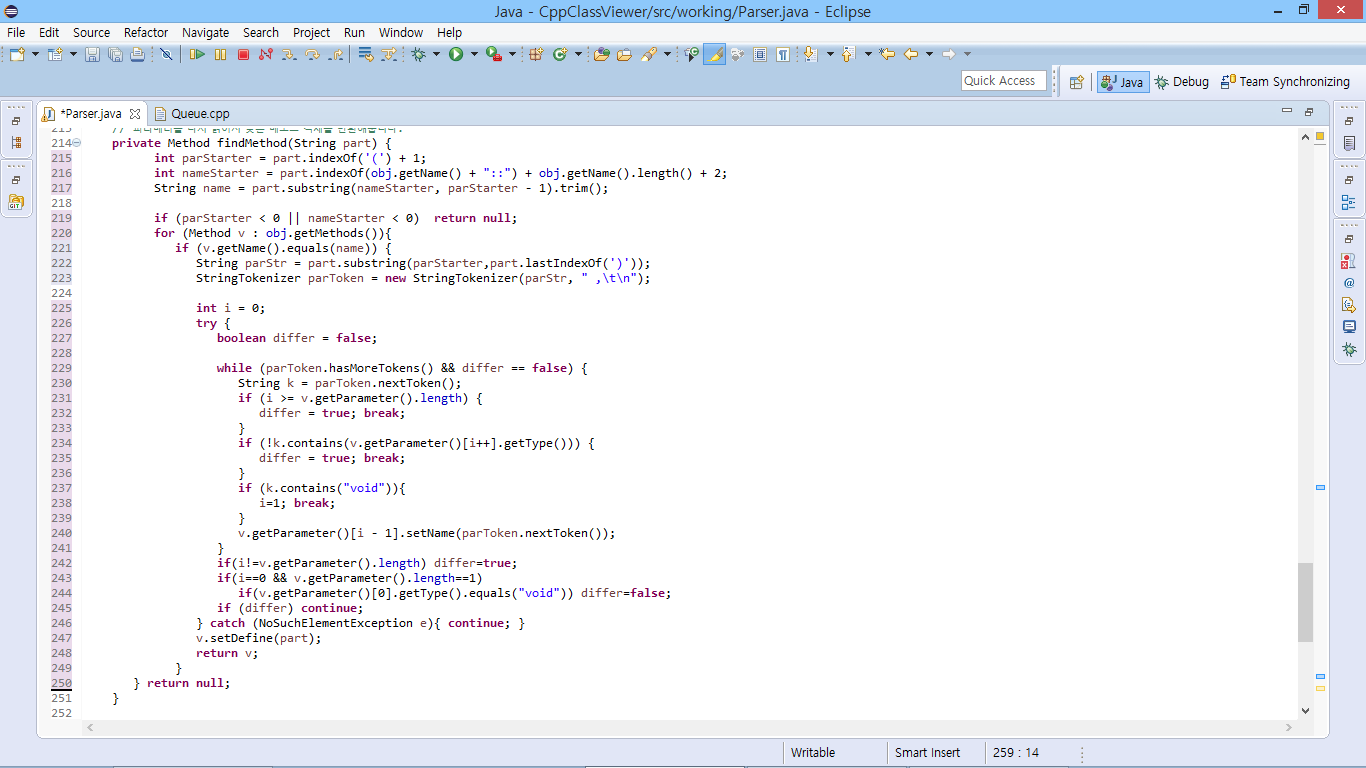 Java - CppClassViewer/src/working/Parser.java - Eclipse
File Edit Source Refactor Navigate Search Project Run Window Help
Quick Access
Java
Debug
Team Synchronizing
*Parser.java
Queue.cpp
214 private Method findMethod(String part) {
215 int parStarter = part.indexOf('(') + 1;
216 int nameStarter = part.indexOf(obj.getName() + "::") + obj.getName().length() + 2;
217 String name = part.substring(nameStarter, parStarter - 1).trim();
218
219 if (parStarter < 0 || nameStarter < 0)  return null;
220 for (Method v : obj.getMethods()){
221 if (v.getName().equals(name)) {
222 String parStr = part.substring(parStarter,part.lastIndexOf(')'));
223 StringTokenizer parToken = new StringTokenizer(parStr, " ,\t\n");
224
225 int i = 0;
226 try {
227 boolean differ = false;
228
229 while (parToken.hasMoreTokens() && differ == false) {
230 String k = parToken.nextToken();
231 if (i >= v.getParameter().length) {
232 differ = true; break;
233 }
234 if (!k.contains(v.getParameter()[i++].getType())) {
235 differ = true; break;
236 }
237 if (k.contains("void")){
238 i=1; break;
239 }
240 v.getParameter()[i - 1].setName(parToken.nextToken());
241 }
242 if(i!=v.getParameter().length) differ=true;
243 if(i==0 && v.getParameter().length==1)
244 if(v.getParameter()[0].getType().equals("void")) differ=false;
245 if (differ) continue;
246 } catch (NoSuchElementException e){ continue; }
247 v.setDefine(part);
248 return v;
249 }
250 } return null;
251 }
252
Writable
Smart Insert
259 : 14